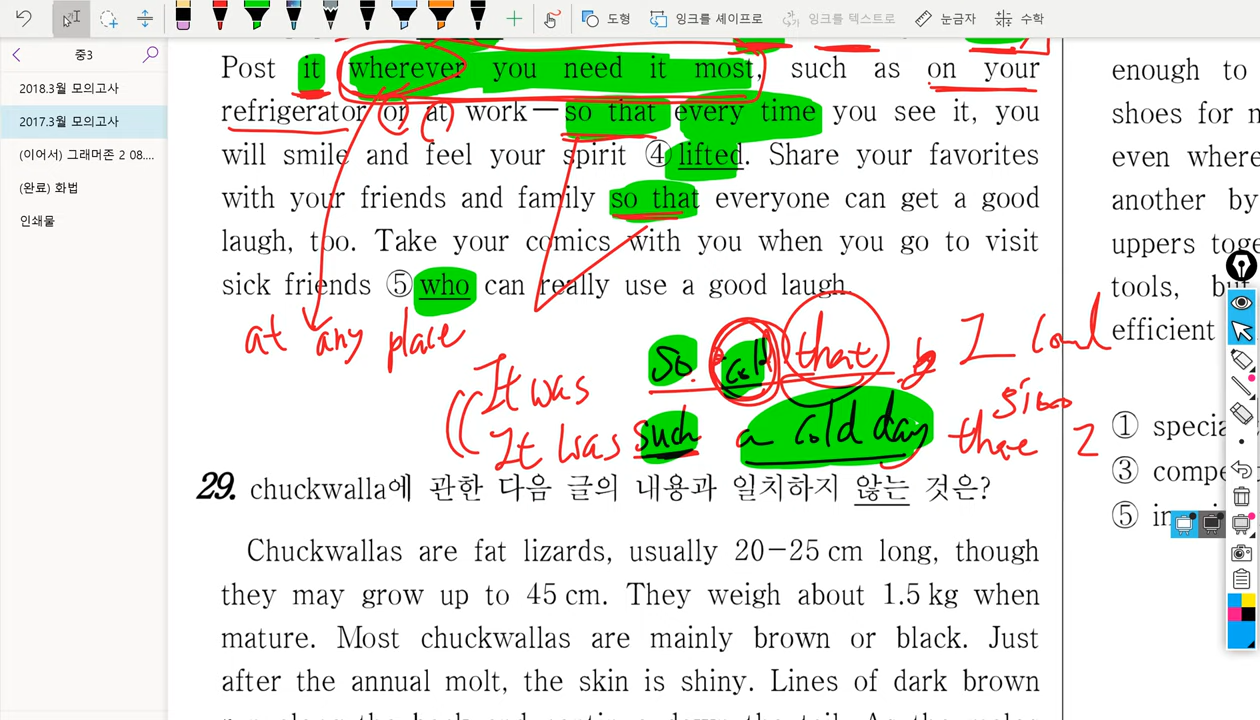 도형
잉크를 셰이프로
잉크를 텍스트로
눈금자
수학
중3
2018.3월 모의고사
2017.3월 모의고사
(이어서) 그래머존 2 08....
(완료) 화법
인쇄물
Post it wherever you need it most, such as on your
refrigerator or at work—so that every time you see it, you
will smile and feel your spirit ④ lifted. Share your favorites
with your friends and family so that everyone can get a good
laugh, too. Take your comics with you when you go to visit
sick friends ⑤ who can really use a good laugh.
at any place
It was so cold that I
It was such a cold day that I
29. chuckwalla에 관한 다음 글의 내용과 일치하지 않는 것은?
Chuckwallas are fat lizards, usually 20-25 cm long, though
they may grow up to 45 cm. They weigh about 1.5 kg when
mature. Most chuckwallas are mainly brown or black. Just
after the annual molt, the skin is shiny. Lines of dark brown
enough to
shoes for
even where
another by
uppers
tools,
efficient
①
③
⑤